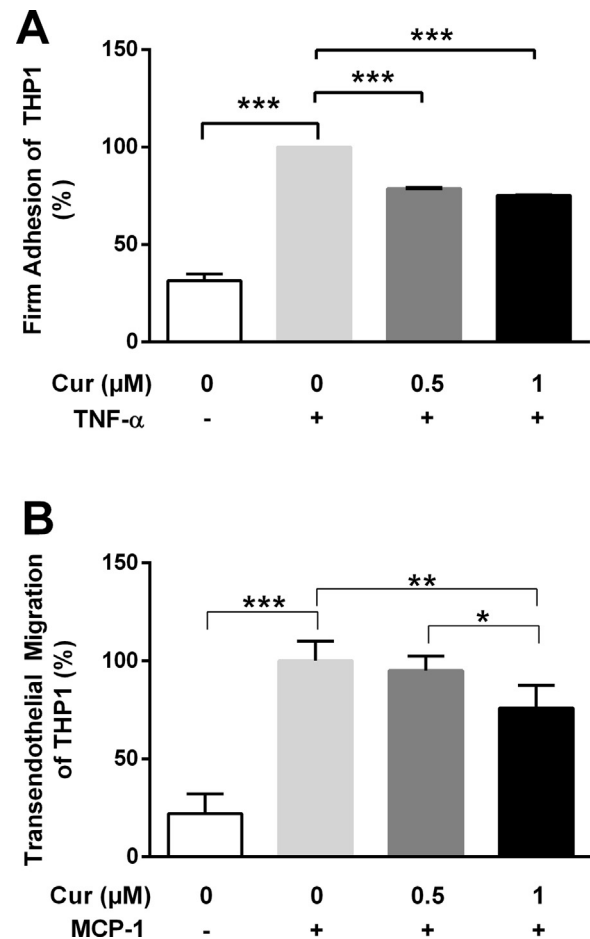 A
Firm Adhesion of THP1
(%)
150
100
50
0
***
***
***
Cur (µM) 0 0 0.5 1
TNF-α - + + +
B
Transendothelial Migration
of THP1 (%)
150
100
50
0
***
**
*
Cur (µM) 0 0 0.5 1
MCP-1 - + + +